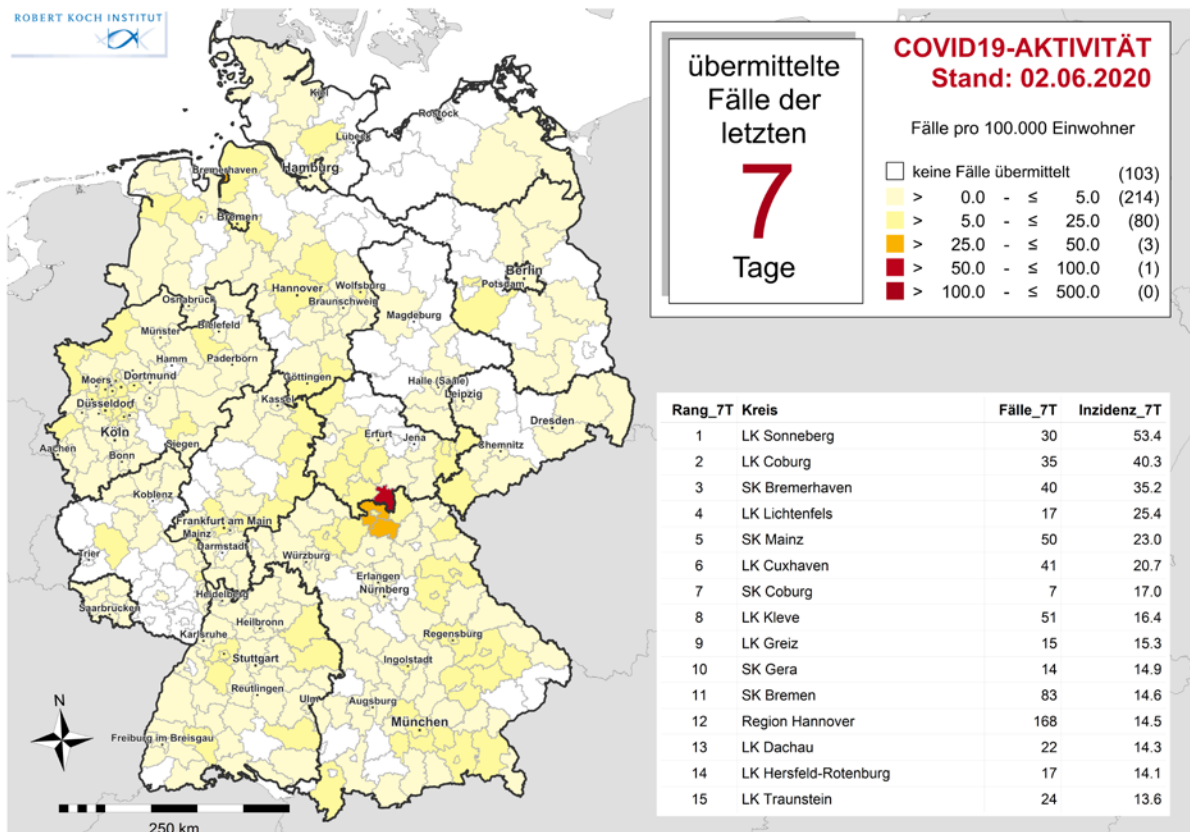 ROBERT KOCH INSTITUT
übermittelte
Fälle der
letzten
7
Tage
COVID19-AKTIVITÄT
Stand: 02.06.2020
Fälle pro 100.000 Einwohner
keine Fälle übermittelt (103)
> 0.0 - ≤ 5.0 (214)
> 5.0 - ≤ 25.0 (80)
> 25.0 - ≤ 50.0 (3)
> 50.0 - ≤ 100.0 (1)
> 100.0 - ≤ 500.0 (0)
Kiel
Rostock
Lübeck
Hamburg
Bremerhaven
Bremen
Berlin
Potsdam
Wolfsburg
Hannover
Braunschweig
Osnabrück
Magdeburg
Bielefeld
Münster
Hamm
Paderborn
Moers
Dortmund
Göttingen
Halle (Saale)
Düsseldorf
Kassel
Leipzig
Dresden
Köln
Erfurt
Jena
Chemnitz
Siegen
Aachen
Bonn
Koblenz
Frankfurt am Main
Mainz
Darmstadt
Trier
Würzburg
Erlangen
Nürnberg
Heidelberg
Saarbrücken
Heilbronn
Karlsruhe
Regensburg
Stuttgart
Ingolstadt
Reutlingen
Ulm
Augsburg
München
Freiburg im Breisgau
N
250 km
Rang_7T Kreis Fälle_7T Inzidenz_7T
1 LK Sonneberg 30 53.4
2 LK Coburg 35 40.3
3 SK Bremerhaven 40 35.2
4 LK Lichtenfels 17 25.4
5 SK Mainz 50 23.0
6 LK Cuxhaven 41 20.7
7 SK Coburg 7 17.0
8 LK Kleve 51 16.4
9 LK Greiz 15 15.3
10 SK Gera 14 14.9
11 SK Bremen 83 14.6
12 Region Hannover 168 14.5
13 LK Dachau 22 14.3
14 LK Hersfeld-Rotenburg 17 14.1
15 LK Traunstein 24 13.6